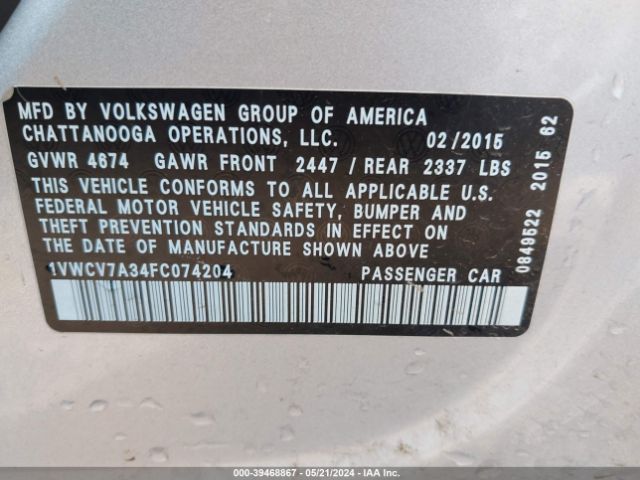 MFD BY VOLKSWAGEN GROUP OF AMERICA
CHATTANOOGA OPERATIONS, LLC. 02/2015
GVWR 4674 GAWR FRONT 2447 / REAR 2337 LBS
THIS VEHICLE CONFORMS TO ALL APPLICABLE U.S.
FEDERAL MOTOR VEHICLE SAFETY, BUMPER AND
THEFT PREVENTION STANDARDS IN EFFECT ON
THE DATE OF MANUFACTURE SHOWN ABOVE
1VWCV7A34FC074204 PASSENGER CAR
0849522 2015 62
000-39468867 - 05/21/2024 - IAA Inc.